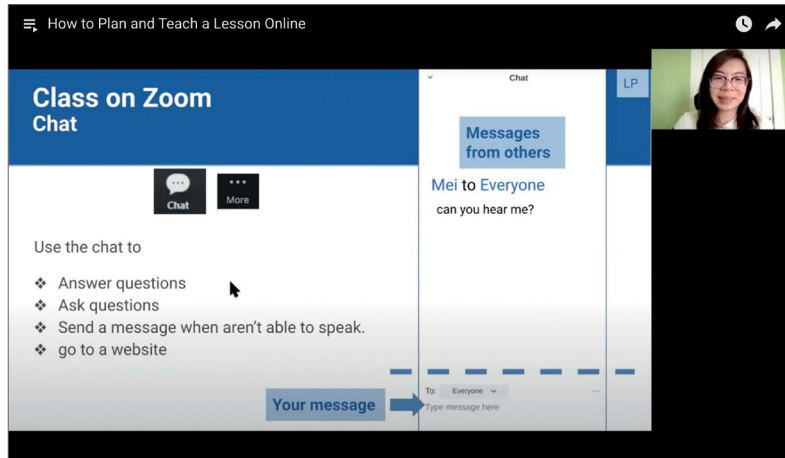 How to Plan and Teach a Lesson Online
Class on Zoom
Chat
Chat
More
Use the chat to
❖ Answer questions
❖ Ask questions
❖ Send a message when aren't able to speak.
❖ go to a website
Your message
Chat
LP
Messages
from others
Mei to Everyone
can you hear me?
To: Everyone
Type message here